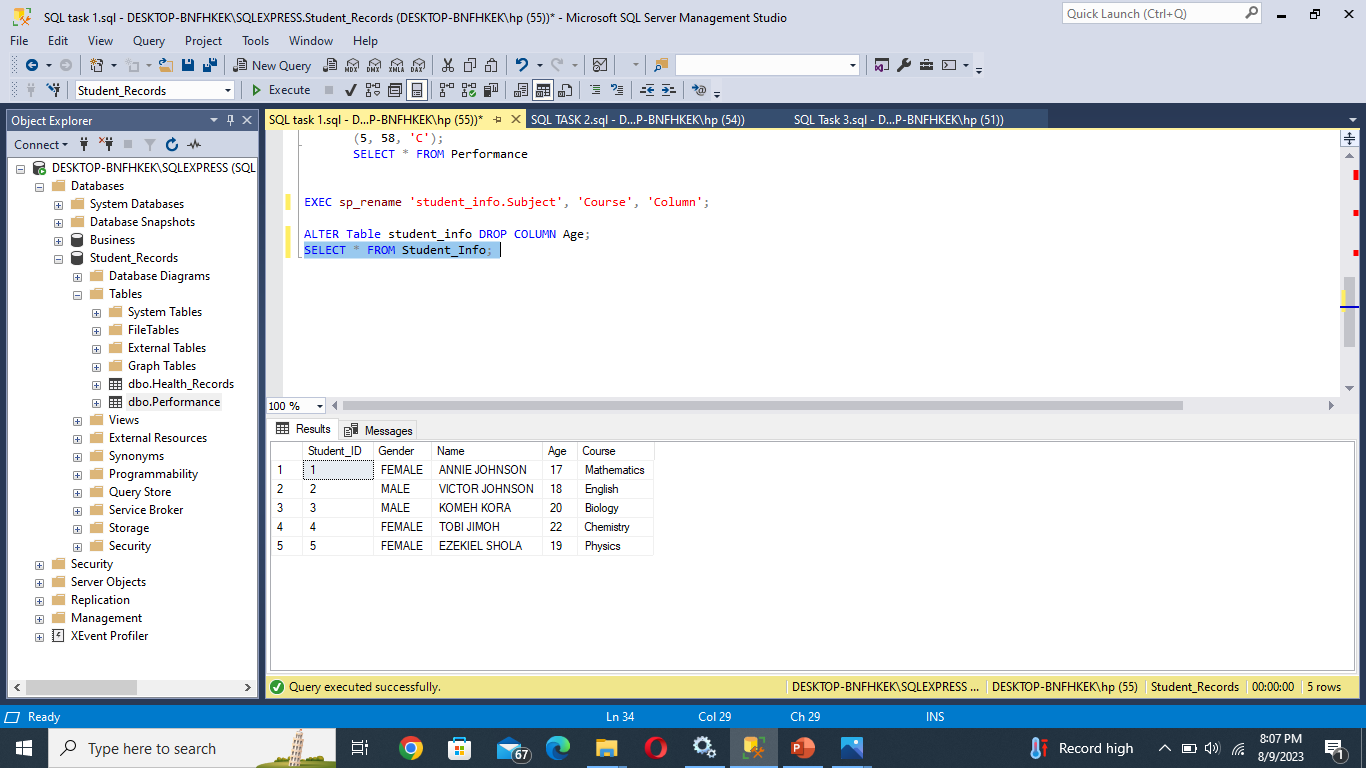 SQL task 1.sql - DESKTOP-BNFHKEK\SQLEXPRESS.Student_Records (DESKTOP-BNFHKEK\hp (55))* - Microsoft SQL Server Management Studio
Quick Launch (Ctrl+Q)
File Edit View Query Project Tools Window Help
New Query MDX DMX XMLA DAX
Student_Records Execute
Object Explorer
SQL task 1.sql - D...P-BNFHKEK\hp (55))* SQL TASK 2.sql - D...P-BNFHKEK\hp (54)) SQL Task 3.sql - D...P-BNFHKEK\hp (51))
Connect
DESKTOP-BNFHKEK\SQLEXPRESS (SQL
Databases
System Databases
Database Snapshots
Business
Student_Records
Database Diagrams
Tables
System Tables
FileTables
External Tables
Graph Tables
dbo.Health_Records
dbo.Performance
Views
External Resources
Synonyms
Programmability
Query Store
Service Broker
Storage
Security
Security
Server Objects
Replication
Management
XEvent Profiler
(5, 58, 'C');
SELECT * FROM Performance
EXEC sp_rename 'student_info.Subject', 'Course', 'Column';
ALTER Table student_info DROP COLUMN Age;
SELECT * FROM Student_Info;
100 %
Results Messages
Student_ID Gender Name Age Course
1 1 FEMALE ANNIE JOHNSON 17 Mathematics
2 2 MALE VICTOR JOHNSON 18 English
3 3 MALE KOMEH KORA 20 Biology
4 4 FEMALE TOBI JIMOH 22 Chemistry
5 5 FEMALE EZEKIEL SHOLA 19 Physics
Query executed successfully. DESKTOP-BNFHKEK\SQLEXPRESS ... DESKTOP-BNFHKEK\hp (55) Student_Records 00:00:00 5 rows
Ready Ln 34 Col 29 Ch 29 INS
Type here to search 67 Record high 8:07 PM
8/9/2023 1